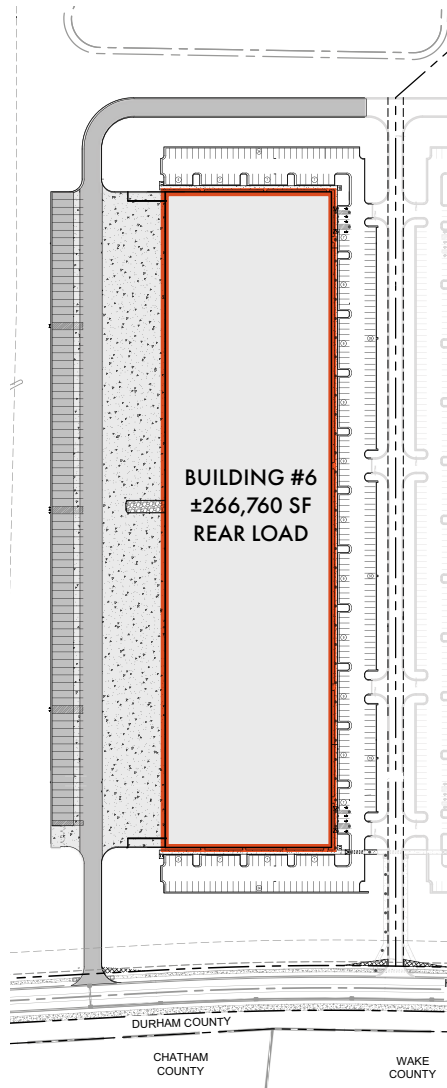 BUILDING #6
±266,760 SF
REAR LOAD
DURHAM COUNTY
CHATHAM
COUNTY
WAKE
COUNTY